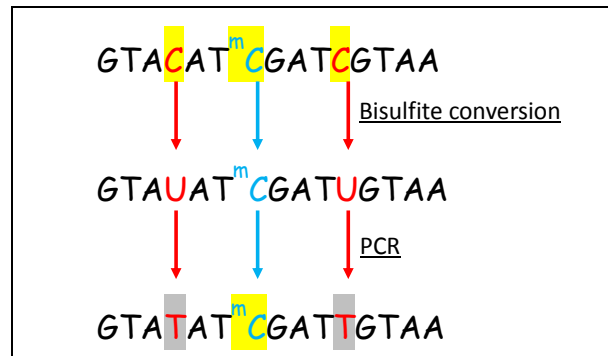 GTACATmCGATCGTAA
Bisulfite conversion
GTAUATmCGATUGTAA
PCR
GTATATmCGATTGTAA